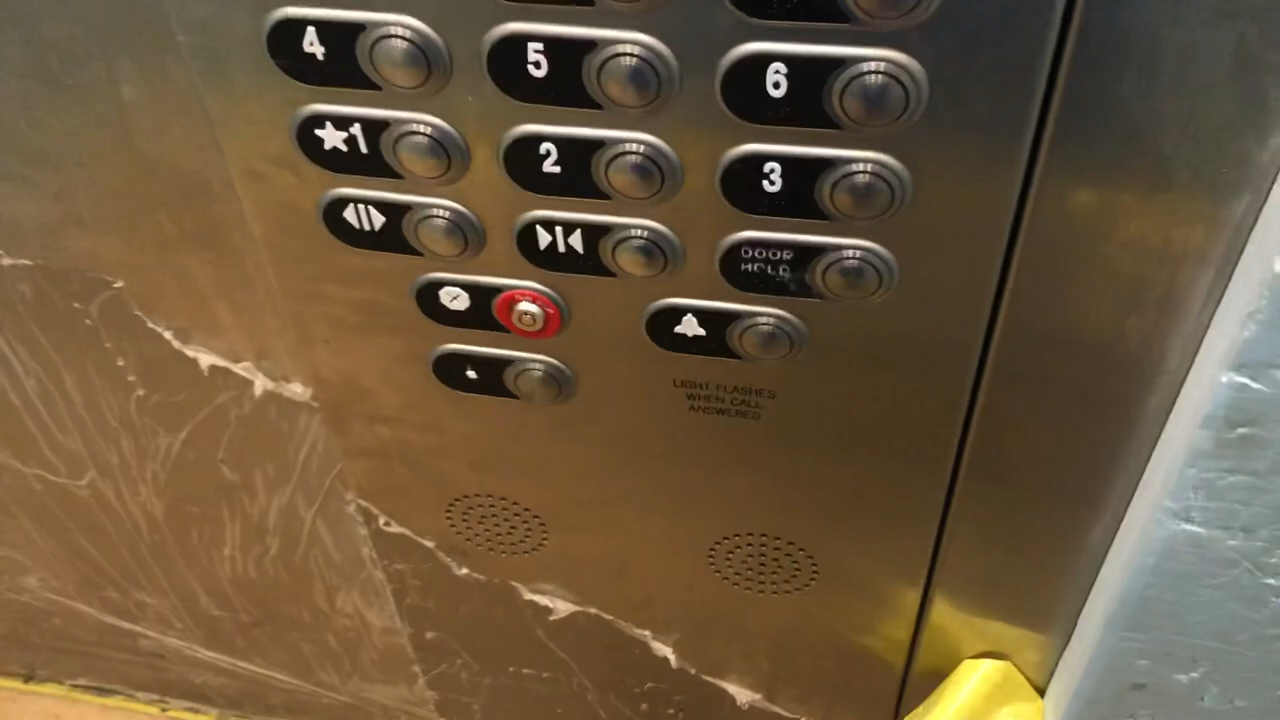 4
5
6
★1
2
3
DOOR
HOLD
LIGHT FLASHES
WHEN CALL
ANSWERED